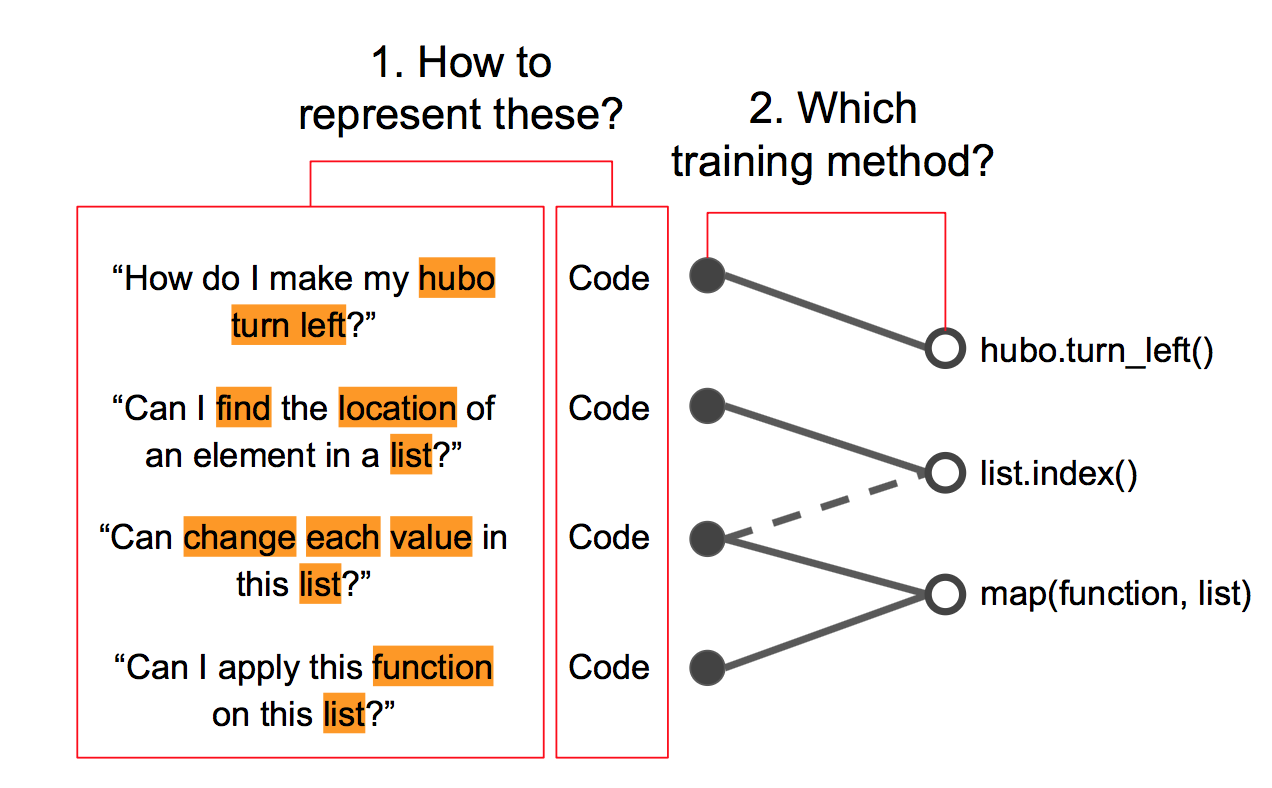 1. How to
represent these?
2. Which
training method?
“How do I make my hubo
turn left?”
Code
hubo.turn_left()
“Can I find the location of
an element in a list?”
Code
list.index()
“Can change each value in
this list?”
Code
map(function, list)
“Can I apply this function
on this list?”
Code